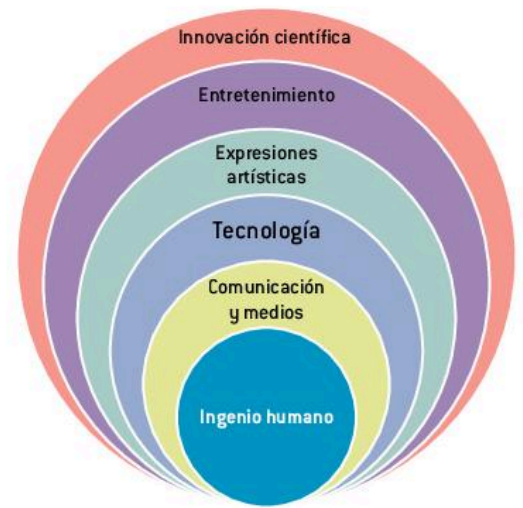 Innovación científica
Entretenimiento
Expresiones
artísticas
Tecnología
Comunicación
y medios
Ingenio humano